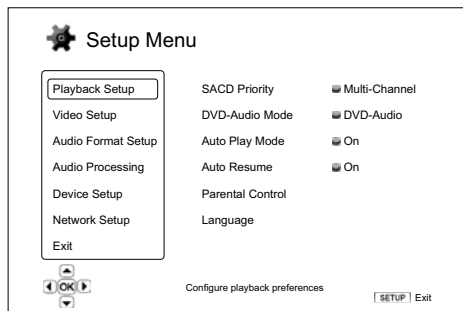 Setup Menu
Playback Setup
Video Setup
Audio Format Setup
Audio Processing
Device Setup
Network Setup
Exit
SACD Priority Multi-Channel
DVD-Audio Mode DVD-Audio
Auto Play Mode On
Auto Resume On
Parental Control
Language
OK
Configure playback preferences
SETUP Exit